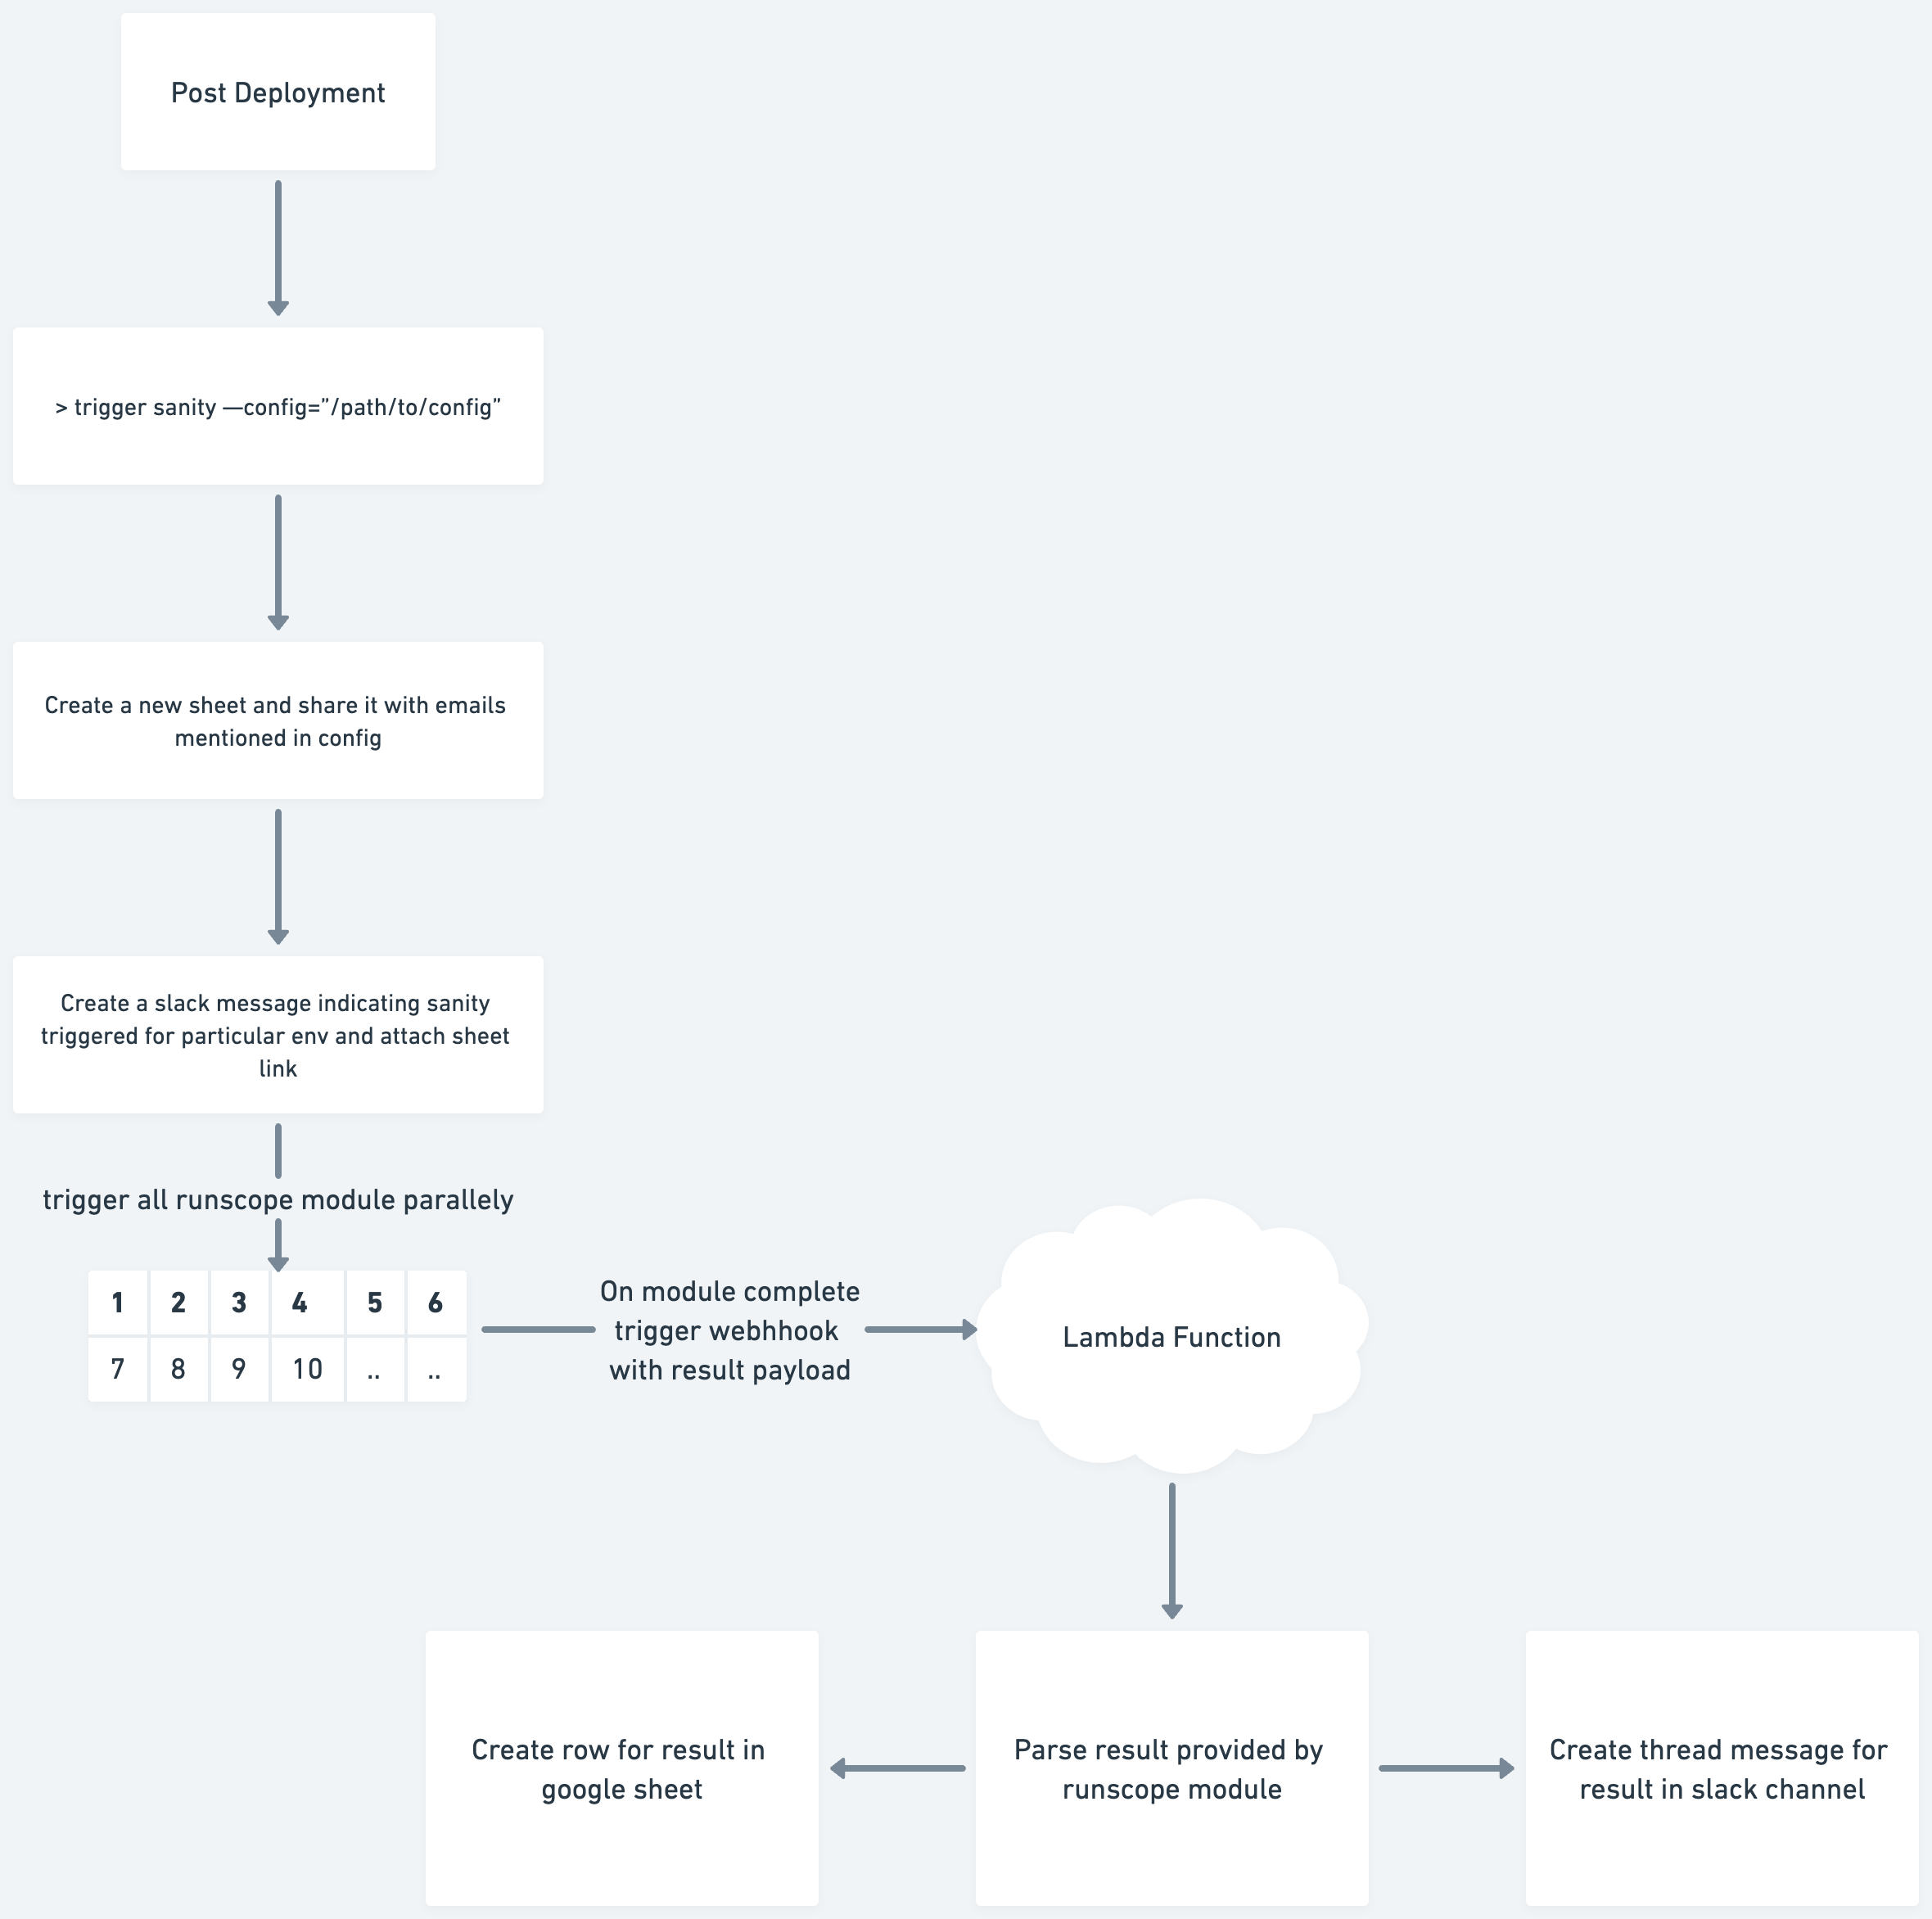 Post Deployment
> trigger sanity —config=”/path/to/config”
Create a new sheet and share it with emails
mentioned in config
Create a slack message indicating sanity
triggered for particular env and attach sheet
link
trigger all runscope module parallely
1 2 3 4 5 6
7 8 9 10 .. ..
On module complete
trigger webhhook
with result payload
Lambda Function
Create row for result in
google sheet
Parse result provided by
runscope module
Create thread message for
result in slack channel